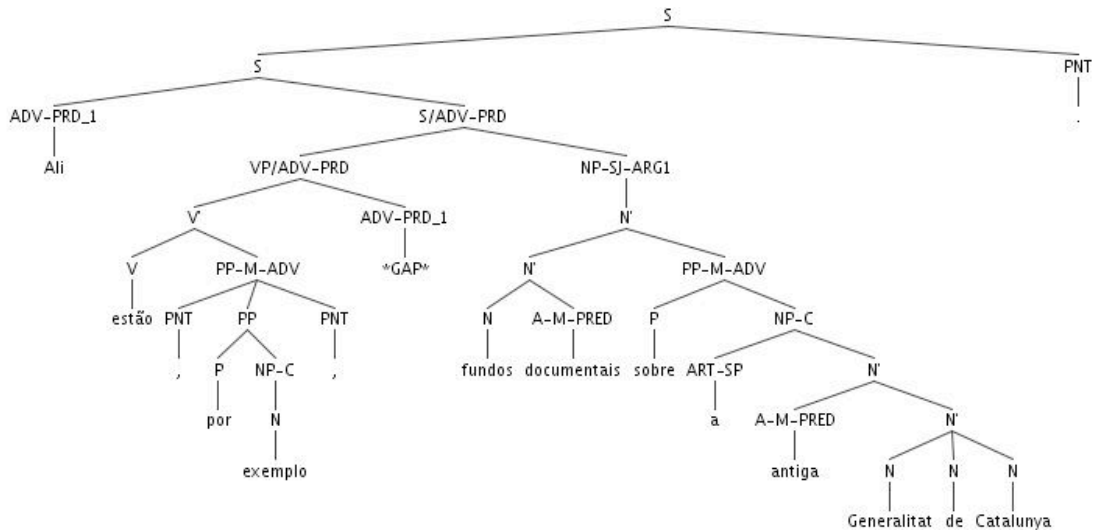 S
S PNT
ADV-PRD_1 S/ADV-PRD .
Ali VP/ADV-PRD NP-SJ-ARG1
V' ADV-PRD_1 N'
V PP-M-ADV *GAP* N' PP-M-ADV
estão PNT PP PNT N A-M-PRED P NP-C
, P NP-C , fundos documentais sobre ART-SP N'
por N a A-M-PRED N'
exemplo antiga N N N
Generalitat de Catalunya